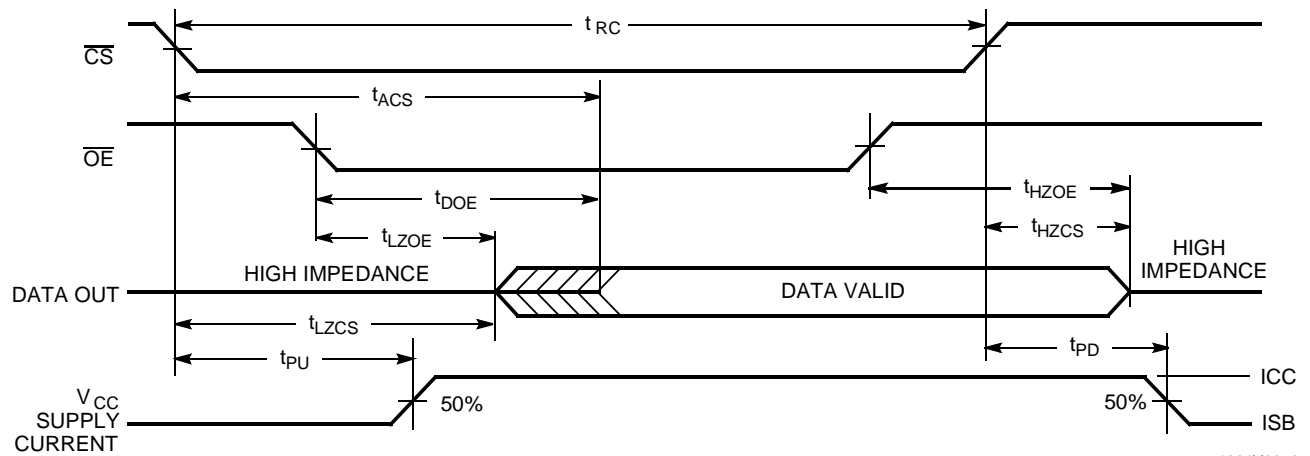 t RC
CS
tACS
OE
tDOE
tHZOE
tLZOE
tHZCS
HIGH IMPEDANCE
HIGH
IMPEDANCE
DATA OUT
DATA VALID
tLZCS
tPU
tPD
VCC
SUPPLY
CURRENT
50%
50%
ICC
ISB